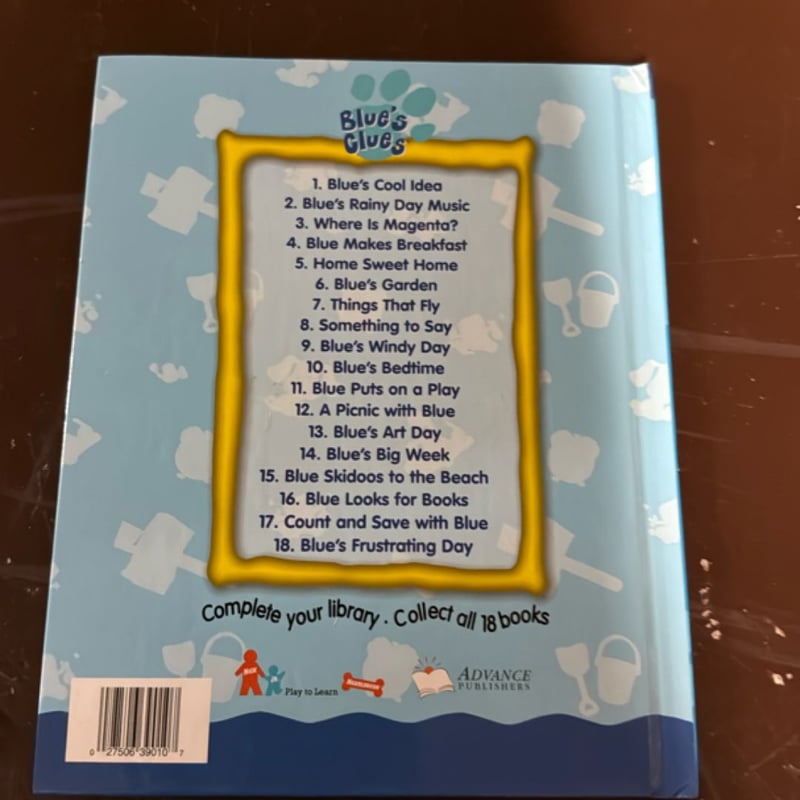 Blue's
Clues
1. Blue's Cool Idea
2. Blue's Rainy Day Music
3. Where Is Magenta?
4. Blue Makes Breakfast
5. Home Sweet Home
6. Blue's Garden
7. Things That Fly
8. Something to Say
9. Blue's Windy Day
10. Blue's Bedtime
11. Blue Puts on a Play
12. A Picnic with Blue
13. Blue's Art Day
14. Blue's Big Week
15. Blue Skidoos to the Beach
16. Blue Looks for Books
17. Count and Save with Blue
18. Blue's Frustrating Day
Complete your library. Collect all 18 books
Nick Jr Play to Learn
Nickelodeon
ADVANCE
PUBLISHERS
0 27506 39010 7